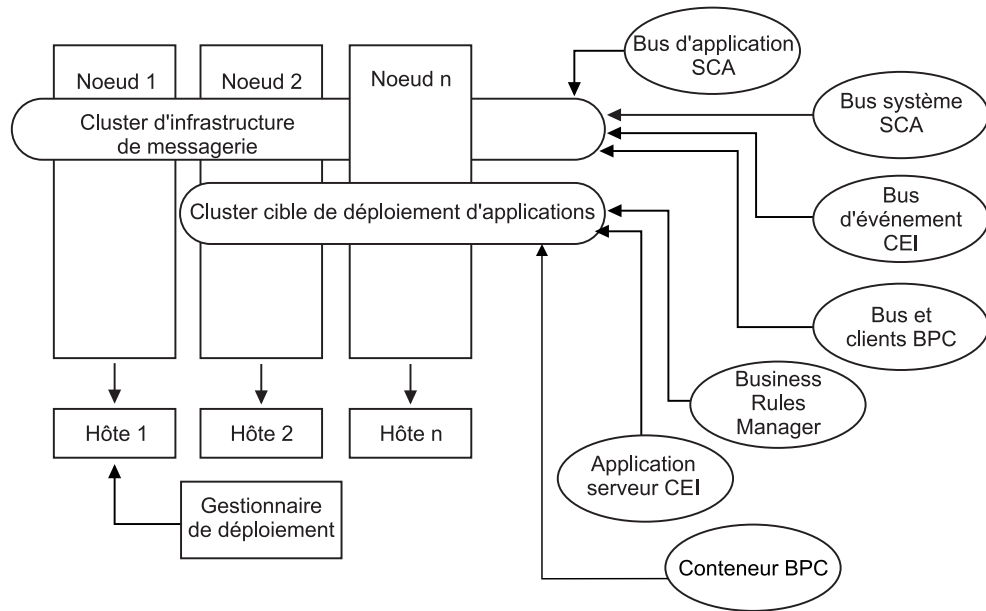 Noeud 1
Noeud 2
Noeud n
Bus d'application
SCA
Bus système
SCA
Cluster d'infrastructure
de messagerie
Cluster cible de déploiement d'applications
Bus
d'événement
CEI
Bus et
clients BPC
Business
Rules
Manager
Hôte 1
Hôte 2
Hôte n
Application
serveur CEI
Gestionnaire
de déploiement
Conteneur BPC